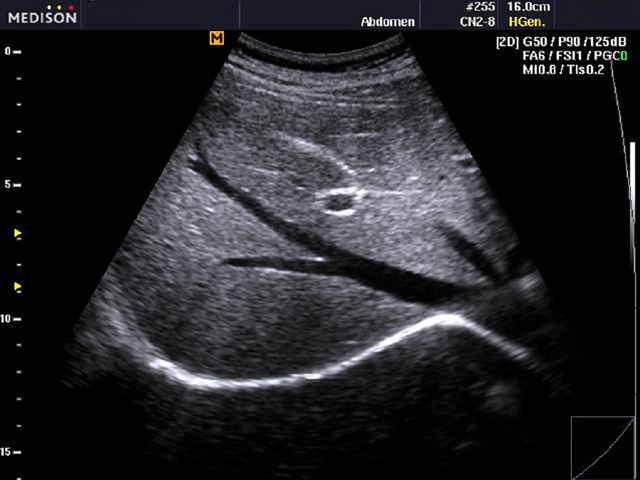 MEDISON
#255 16.0cm
Abdomen CN2-8 HGen.
M
[2D] G50 / P90 /125dB
FA6 / FSI1 / PGC0
MI0.8 / TIs0.2
0
5
10
15